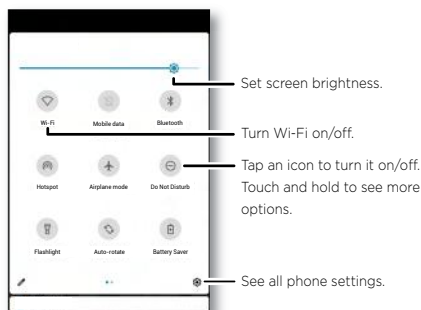 Set screen brightness.
Wi-Fi Mobile data Bluetooth
Turn Wi-Fi on/off.
Tap an icon to turn it on/off.
Touch and hold to see more
options.
Hotspot Airplane mode Do Not Disturb
Flashlight Auto-rotate Battery Saver
See all phone settings.